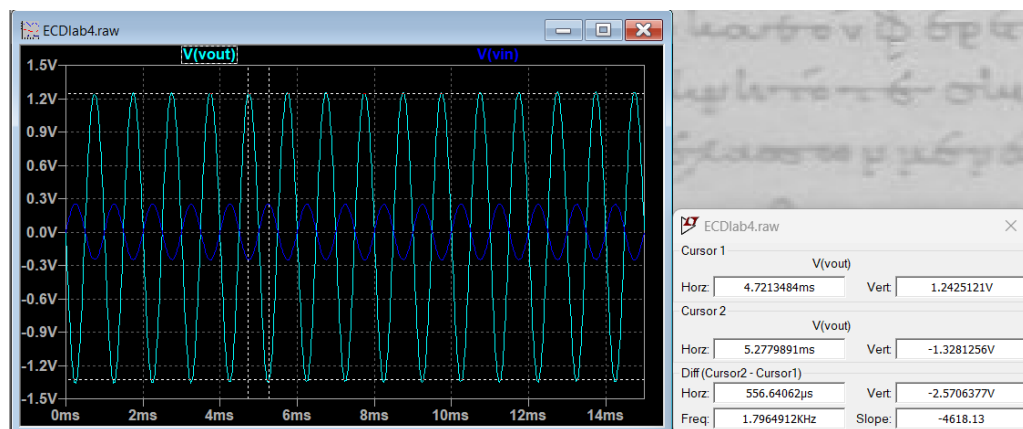 ECDlab4.raw
V(vout) V(vin)
1.5V
1.2V
0.9V
0.6V
0.3V
0.0V
-0.3V
-0.6V
-0.9V
-1.2V
-1.5V
0ms 2ms 4ms 6ms 8ms 10ms 12ms 14ms
ECDlab4.raw
Cursor 1
V(vout)
Horz: 4.7213484ms Vert: 1.2425121V
Cursor 2
V(vout)
Horz: 5.2779891ms Vert: -1.3281256V
Diff (Cursor2 - Cursor1)
Horz: 556.64062µs Vert: -2.5706377V
Freq: 1.7964912KHz Slope: -4618.13